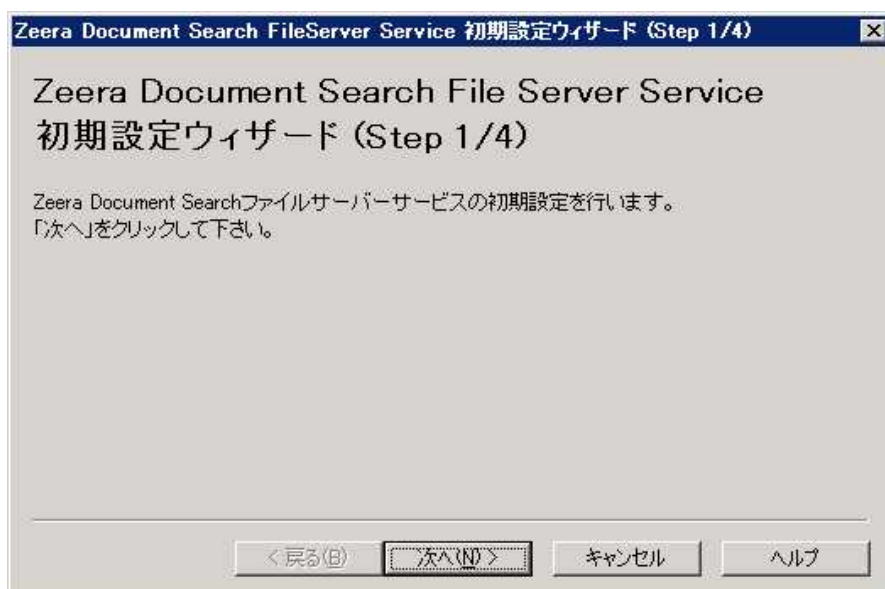 Zeera Document Search FileServer Service 初期設定ウィザード (Step 1/4)
Zeera Document Search File Server Service
初期設定ウィザード (Step 1/4)
Zeera Document Searchファイルサーバーサービスの初期設定を行います。
「次へ」をクリックして下さい。
< 戻る(B) 次へ(N) > キャンセル ヘルプ